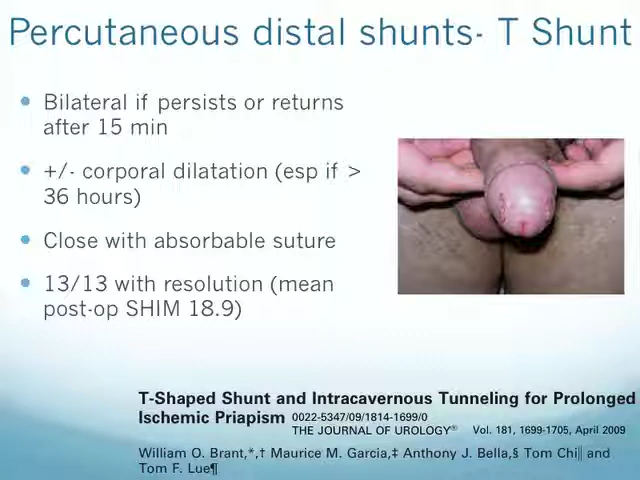 Percutaneous distal shunts- T Shunt
Bilateral if persists or returns
after 15 min
+/- corporal dilatation (esp if >
36 hours)
Close with absorbable suture
13/13 with resolution (mean
post-op SHIM 18.9)
T-Shaped Shunt and Intracavernous Tunneling for Prolonged
Ischemic Priapism 0022-5347/09/1814-1699/0
THE JOURNAL OF UROLOGY® Vol. 181, 1699-1705, April 2009
William O. Brant,*,† Maurice M. Garcia,‡ Anthony J. Bella,§ Tom Chi‖ and
Tom F. Lue¶